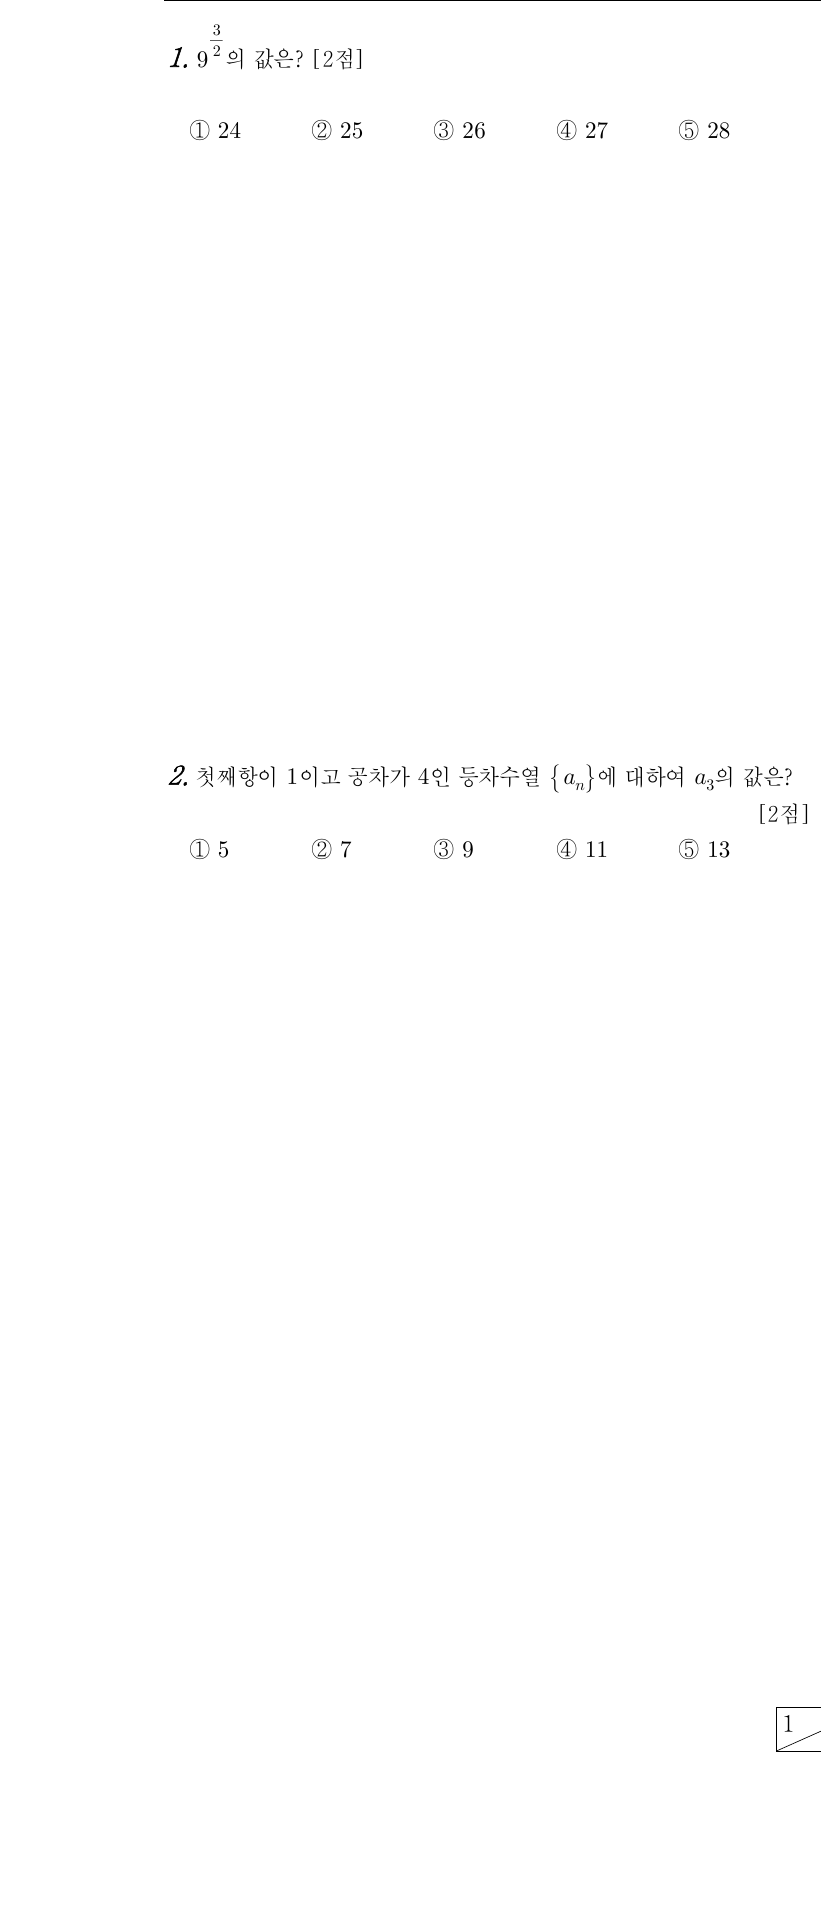 1. 9^{\frac{3}{2}}의 값은? [2점]
① 24 ② 25 ③ 26 ④ 27 ⑤ 28
2. 첫째항이 1이고 공차가 4인 등차수열 {a_n}에 대하여 a_3의 값은?
[2점]
① 5 ② 7 ③ 9 ④ 11 ⑤ 13
1